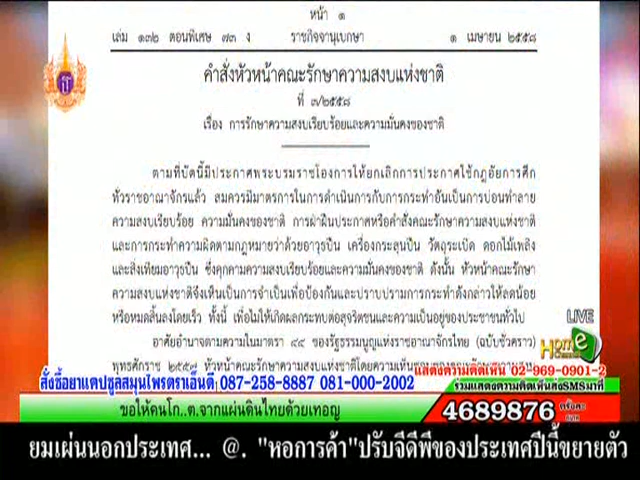 หน้า ๑
เล่ม ๑๓๒ ตอนพิเศษ ๗๓ ง ราชกิจจานุเบกษา ๑ เมษายน ๒๕๕๘
คำสั่งหัวหน้าคณะรักษาความสงบแห่งชาติ
ที่ ๓/๒๕๕๘
เรื่อง การรักษาความสงบเรียบร้อยและความมั่นคงของชาติ
ตามที่บัดนี้มีประกาศพระบรมราชโองการให้ยกเลิกการประกาศใช้กฎอัยการศึก
ทั่วราชอาณาจักรแล้ว สมควรมีมาตรการในการดำเนินการกับการกระทำอันเป็นการบ่อนทำลาย
ความสงบเรียบร้อย ความมั่นคงของชาติ การฝ่าฝืนประกาศหรือคำสั่งคณะรักษาความสงบแห่งชาติ
และการกระทำความผิดตามกฎหมายว่าด้วยอาวุธปืน เครื่องกระสุนปืน วัตถุระเบิด ดอกไม้เพลิง
และสิ่งเทียมอาวุธปืน ซึ่งคุกคามความสงบเรียบร้อยและความมั่นคงของชาติ ดังนั้น หัวหน้าคณะรักษา
ความสงบแห่งชาติจึงเห็นเป็นการจำเป็นเพื่อป้องกันและปราบปรามการกระทำดังกล่าวให้ลดน้อย
หรือหมดสิ้นลงโดยเร็ว ทั้งนี้ เพื่อไม่ให้เกิดผลกระทบต่อสุจริตชนและความเป็นอยู่ของประชาชนทั่วไป
LIVE
อาศัยอำนาจตามความในมาตรา ๔๔ ของรัฐธรรมนูญแห่งราชอาณาจักรไทย (ฉบับชั่วคราว)
Home
พุทธศักราช ๒๕๕๗ หัวหน้าคณะรักษาความสงบแห่งชาติโดยความเห็นชอบของ
แสดงความคิดเห็น 02-969-0901-2
สั่งซื้อยาแคปซูลสมุนไพรตราเอ็นดี 087-258-8887 081-000-2002
ร่วมแสดงความคิดเห็นส่งSMSมาที่
ขอให้คนโก..ต.จากแผ่นดินไทยด้วยเทอญ
4689876
ยมเผ่นนอกประเทศ... @. "หอการค้า"ปรับจีดีพีของประเทศปีนี้ขยายตัว